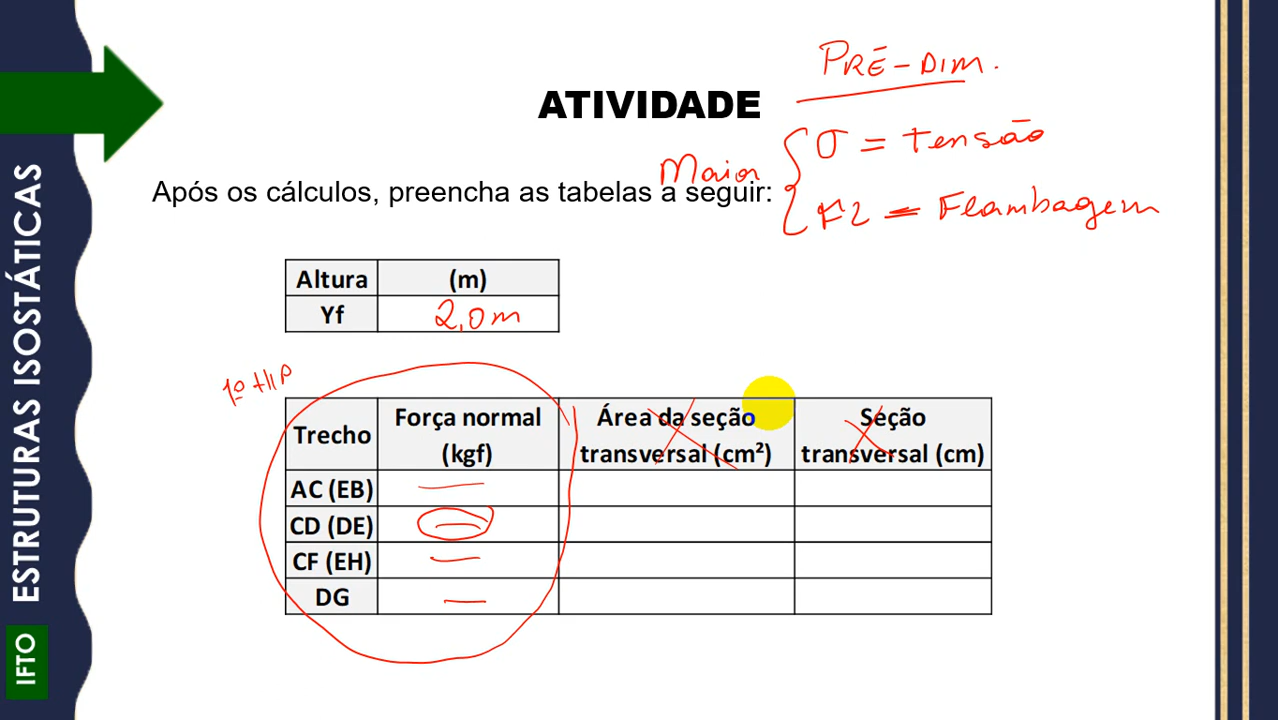 PRÉ-DIM.
ATIVIDADE
σ = Tensão
Maior
Após os cálculos, preencha as tabelas a seguir:
= Flambagem
Altura (m)
Yf 2,0m
1º HIP
Trecho Força normal (kgf) Área da seção transversal (cm²) Seção transversal (cm)
AC (EB)
CD (DE)
CF (EH)
DG
ESTRUTURAS ISOSTÁTICAS
IFTO